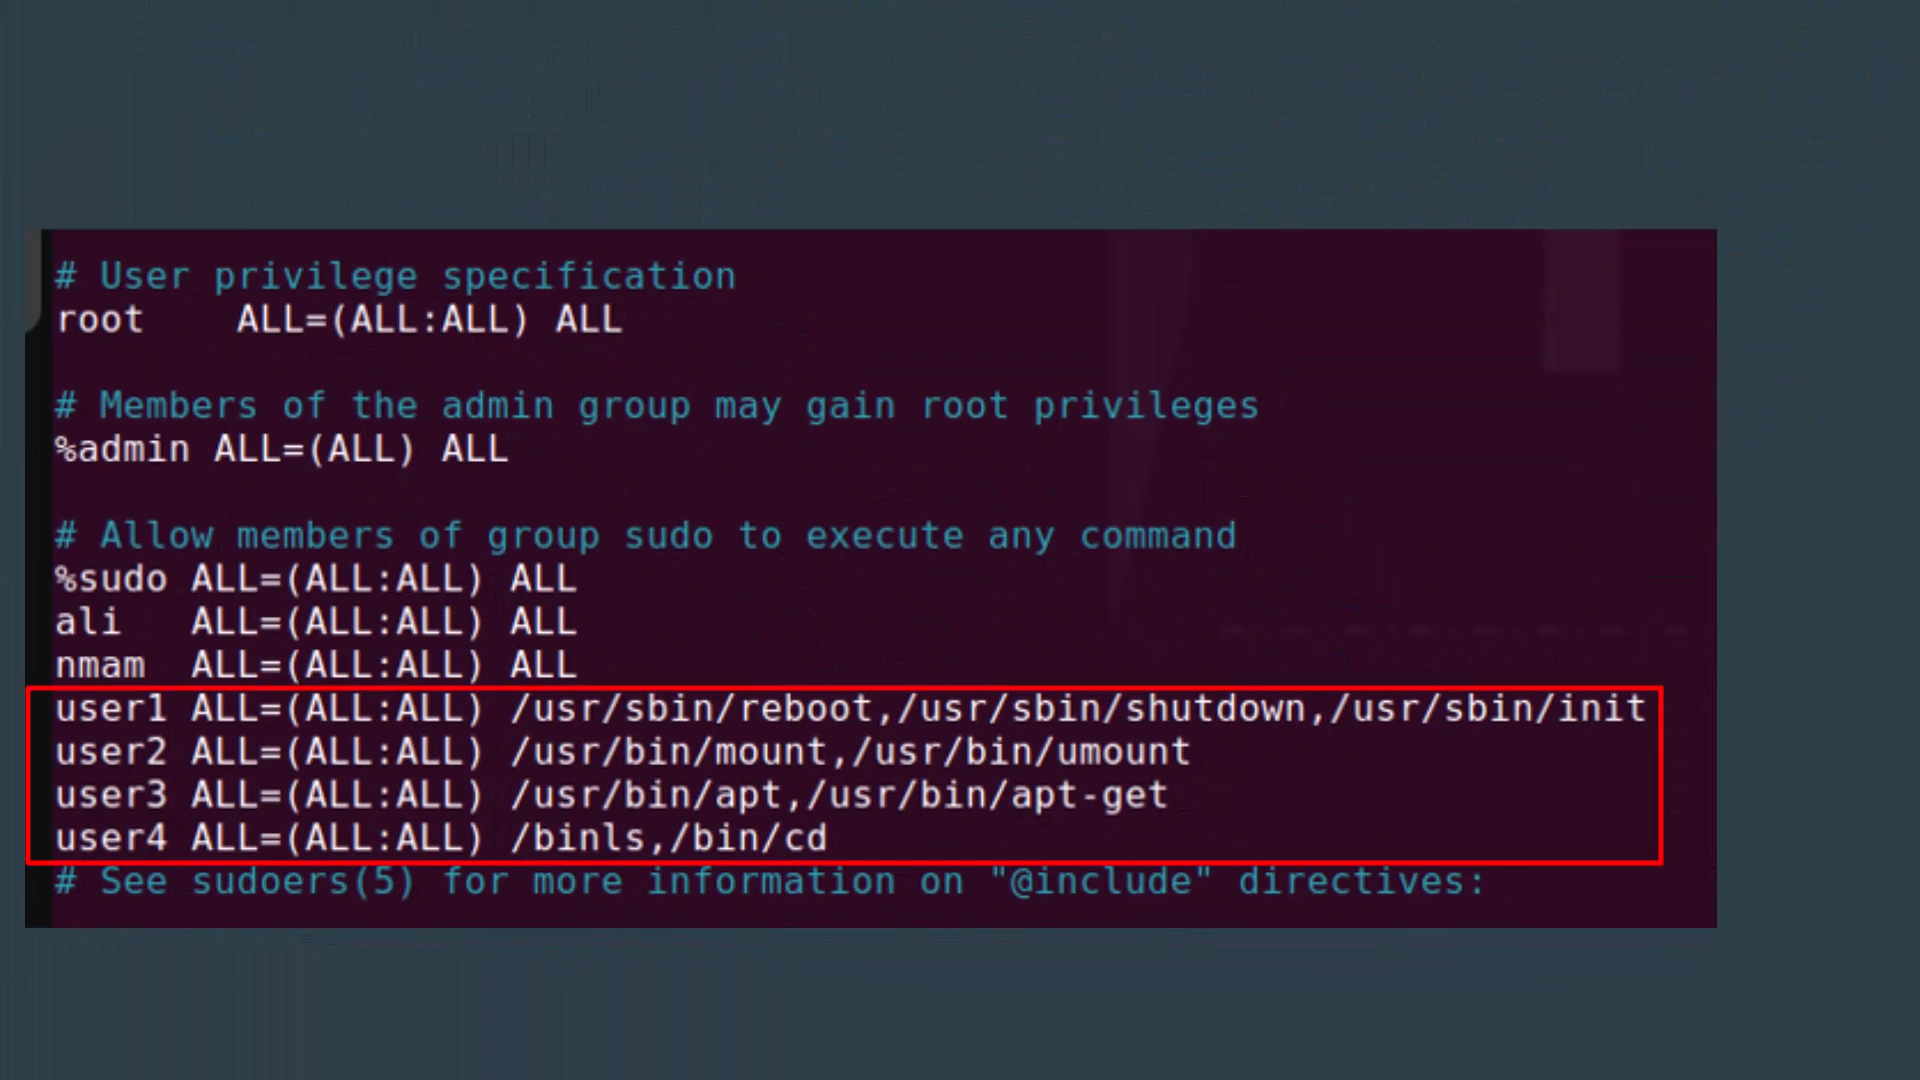 # User privilege specification
root    ALL=(ALL:ALL) ALL
# Members of the admin group may gain root privileges
%admin ALL=(ALL) ALL
# Allow members of group sudo to execute any command
%sudo ALL=(ALL:ALL) ALL
ali   ALL=(ALL:ALL) ALL
nmam  ALL=(ALL:ALL) ALL
user1 ALL=(ALL:ALL) /usr/sbin/reboot,/usr/sbin/shutdown,/usr/sbin/init
user2 ALL=(ALL:ALL) /usr/bin/mount,/usr/bin/umount
user3 ALL=(ALL:ALL) /usr/bin/apt,/usr/bin/apt-get
user4 ALL=(ALL:ALL) /binls,/bin/cd
# See sudoers(5) for more information on "@include" directives: